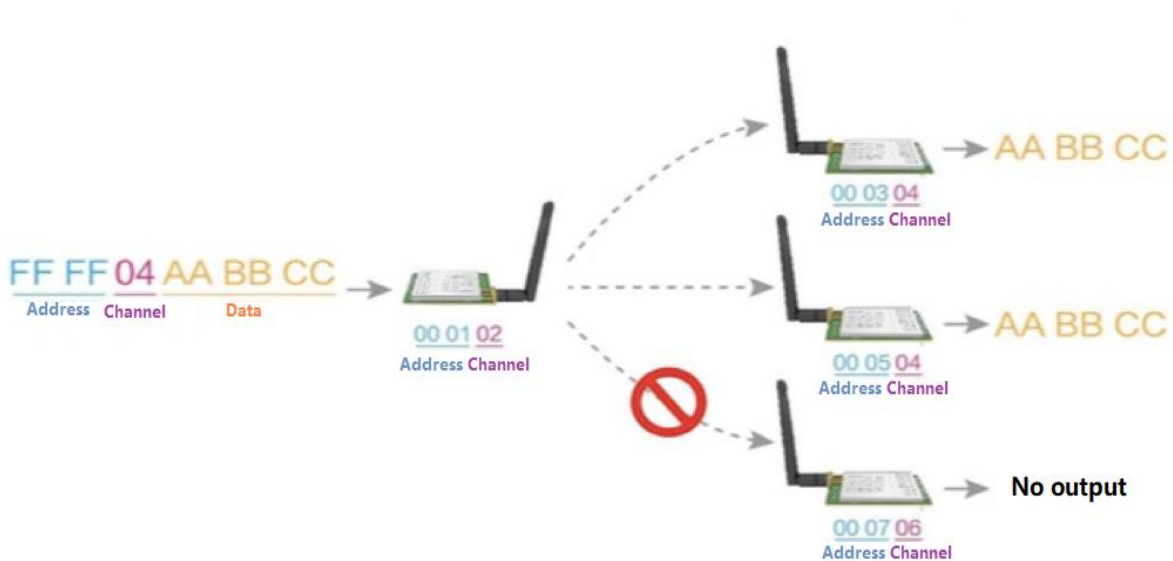 FF FF 04 AA BB CC
Address Channel Data
00 01 02
Address Channel
AA BB CC
00 03 04
Address Channel
AA BB CC
00 05 04
Address Channel
No output
00 07 06
Address Channel